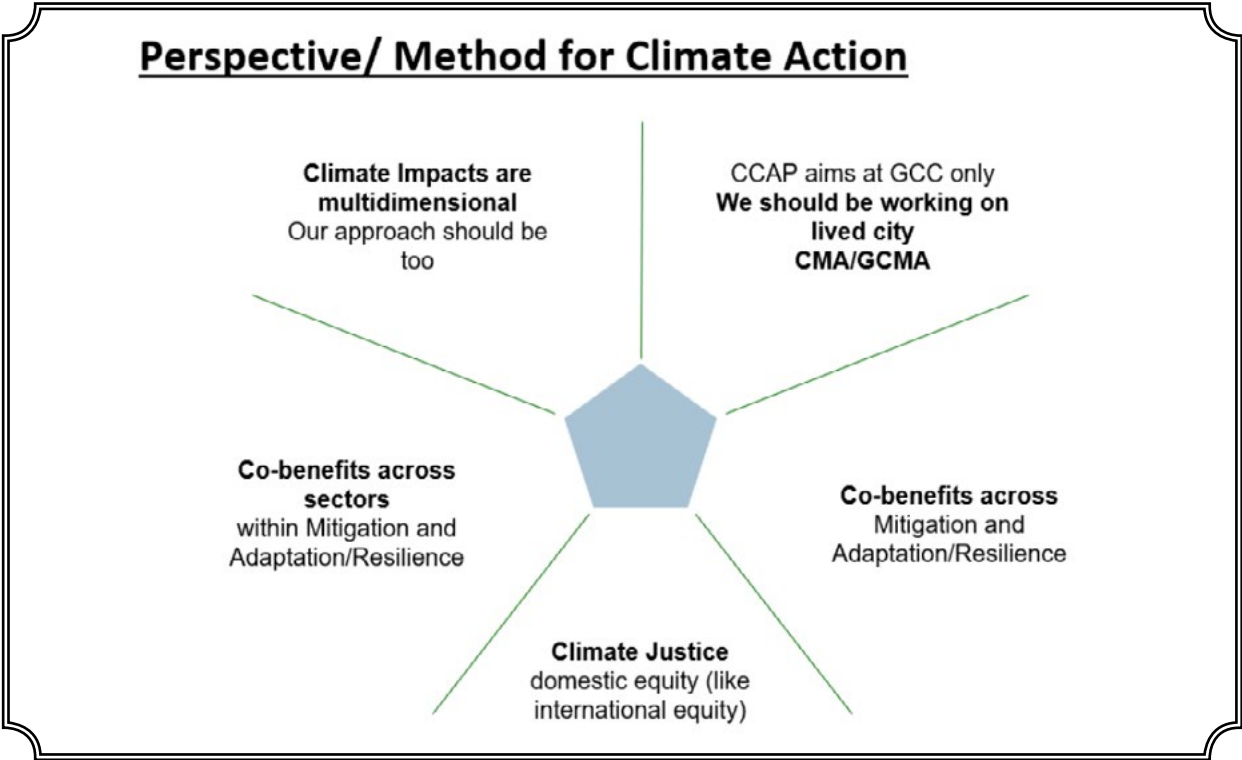 Perspective/ Method for Climate Action
Climate Impacts are
multidimensional
Our approach should be
too
CCAP aims at GCC only
We should be working on
lived city
CMA/GCMA
Co-benefits across
sectors
within Mitigation and
Adaptation/Resilience
Co-benefits across
Mitigation and
Adaptation/Resilience
Climate Justice
domestic equity (like
international equity)